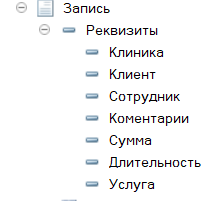 Запись
Реквизиты
Клиника
Клиент
Сотрудник
Коментарии
Сумма
Длительность
Услуга